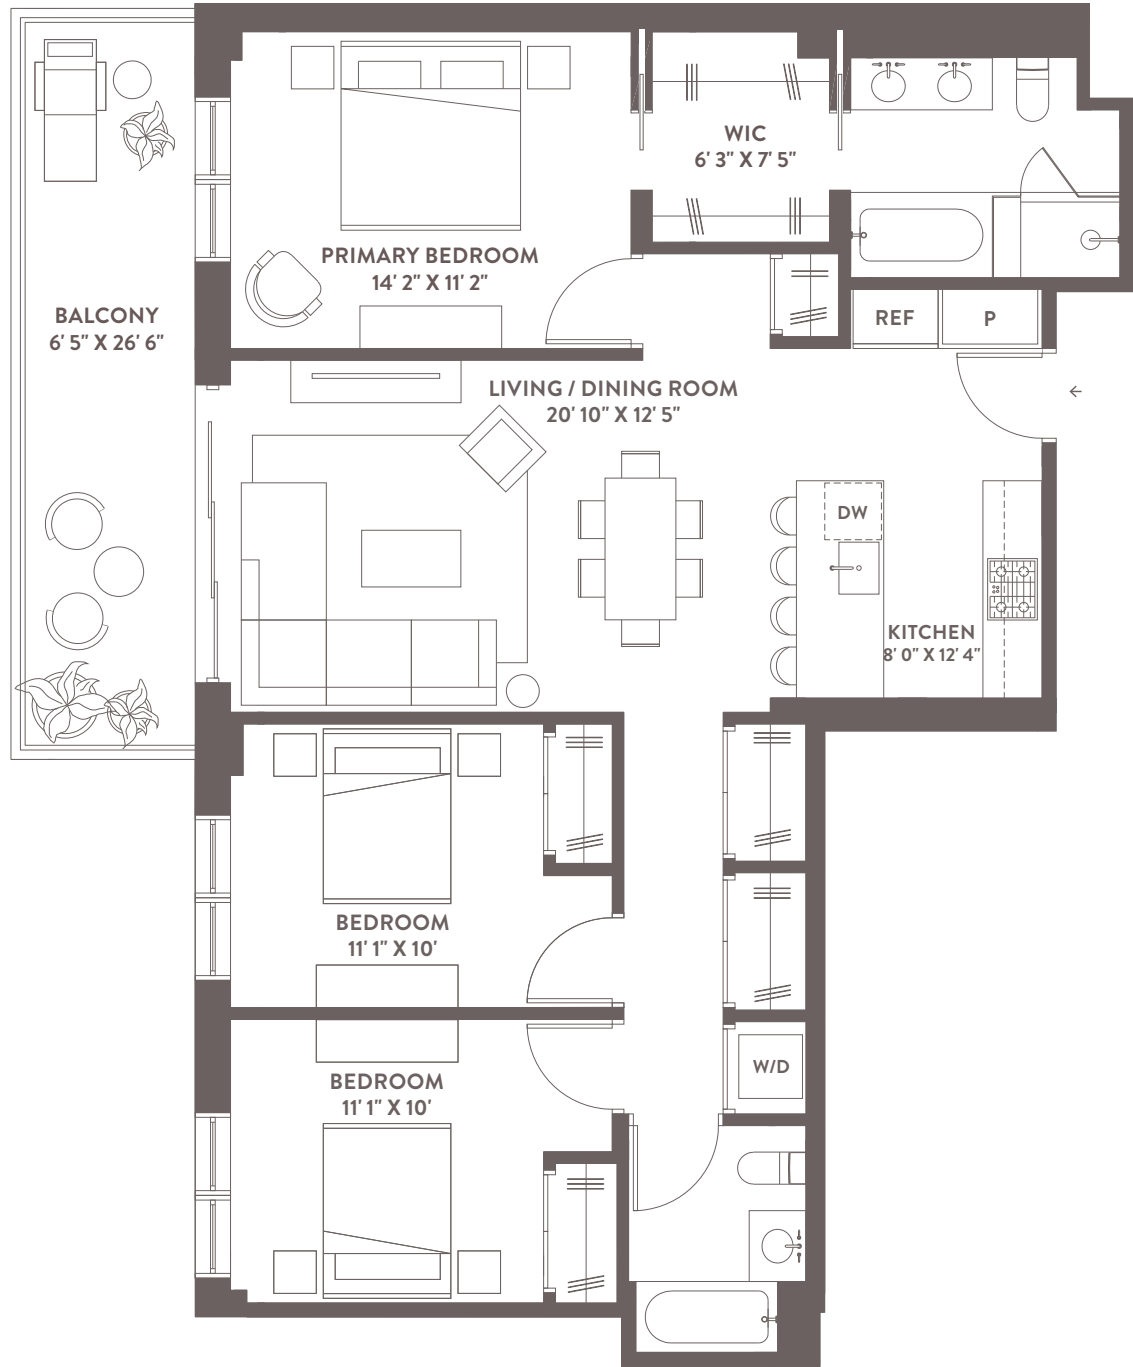 WIC
6' 3" X 7' 5"
PRIMARY BEDROOM
14' 2" X 11' 2"
BALCONY
6' 5" X 26' 6"
REF
P
LIVING / DINING ROOM
20' 10" X 12' 5"
DW
KITCHEN
8' 0" X 12' 4"
BEDROOM
11' 1" X 10'
W/D
BEDROOM
11' 1" X 10'